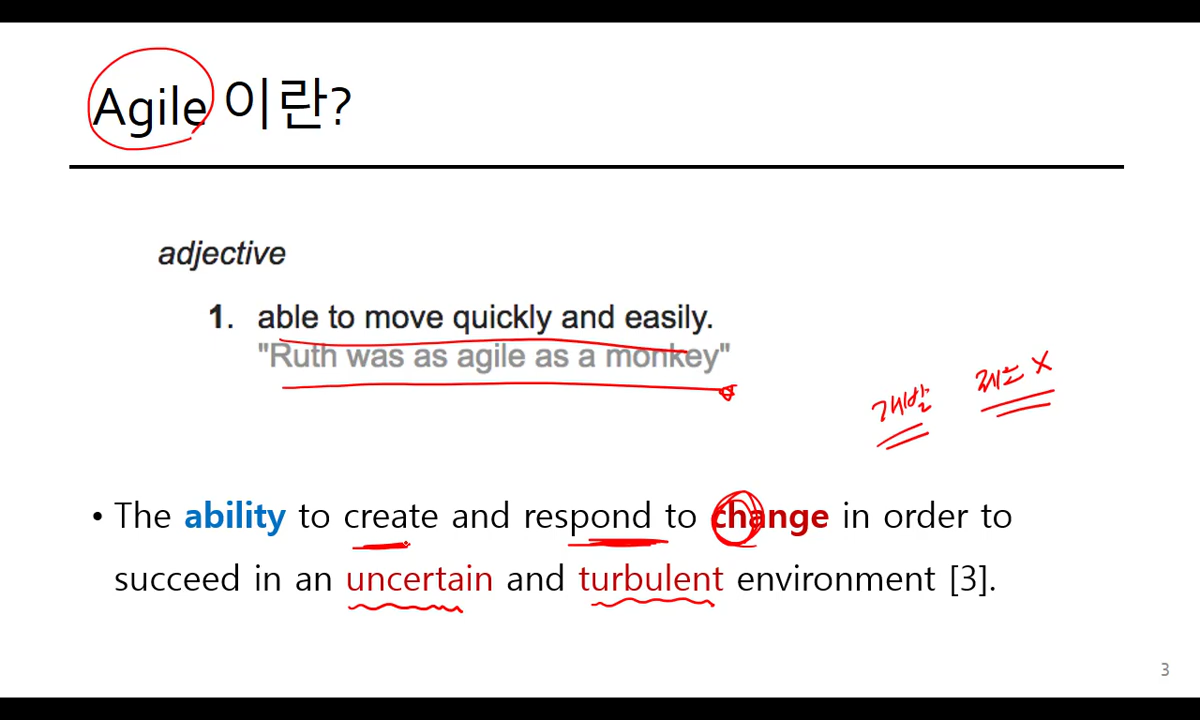 Agile 이란?
adjective
1. able to move quickly and easily.
"Ruth was as agile as a monkey"
개발 제조 X
• The ability to create and respond to change in order to
succeed in an uncertain and turbulent environment [3].
3